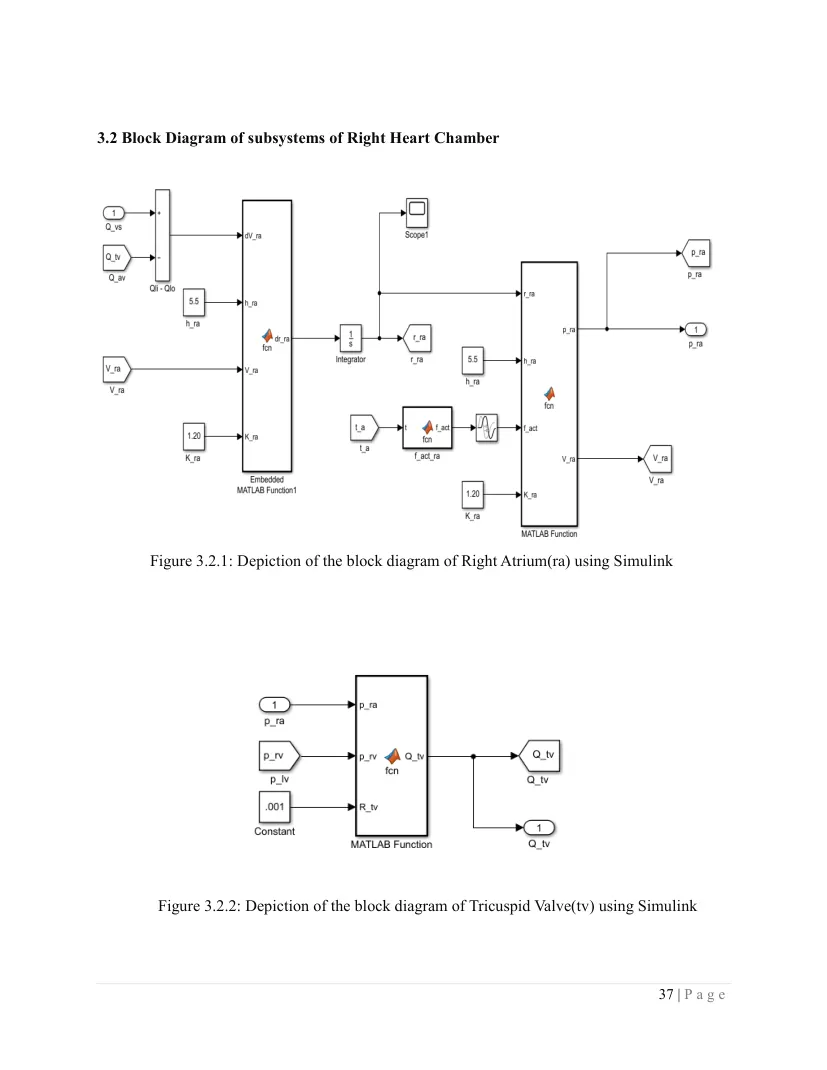 3.2 Block Diagram of subsystems of Right Heart Chamber
1
Q_vs
Q_tv
Q_av
+
-
Qli - Qlo
5.5
h_ra
V_ra
V_ra
1.20
K_ra
dV_ra
h_ra
V_ra
K_ra
fcn
dr_ra
Embedded
MATLAB Function1
1
s
Integrator
Scope1
r_ra
r_ra
5.5
h_ra
t_a
t_a
t
fcn
f_act
f_act_ra
1.20
K_ra
r_ra
h_ra
f_act
K_ra
fcn
p_ra
V_ra
MATLAB Function
p_ra
p_ra
1
p_ra
V_ra
V_ra
Figure 3.2.1: Depiction of the block diagram of Right Atrium(ra) using Simulink
1
p_ra
p_rv
p_lv
.001
Constant
p_ra
p_rv
R_tv
fcn
Q_tv
MATLAB Function
Q_tv
Q_tv
1
Q_tv
Figure 3.2.2: Depiction of the block diagram of Tricuspid Valve(tv) using Simulink
37 | P a g e